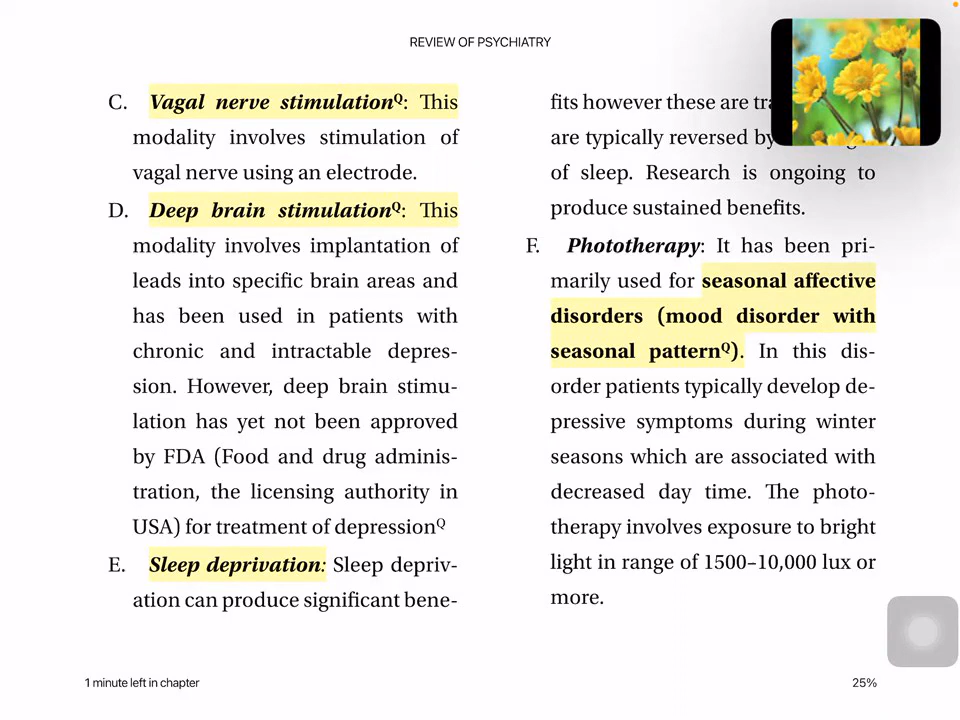 REVIEW OF PSYCHIATRY
C. Vagal nerve stimulationQ: This
modality involves stimulation of
vagal nerve using an electrode.
D. Deep brain stimulationQ: This
modality involves implantation of
leads into specific brain areas and
has been used in patients with
chronic and intractable depres-
sion. However, deep brain stimu-
lation has yet not been approved
by FDA (Food and drug adminis-
tration, the licensing authority in
USA) for treatment of depressionQ
E. Sleep deprivation: Sleep depriv-
ation can produce significant bene-
fits however these are
are typically reversed by
of sleep. Research is ongoing to
produce sustained benefits.
F. Phototherapy: It has been pri-
marily used for seasonal affective
disorders (mood disorder with
seasonal patternQ). In this dis-
order patients typically develop de-
pressive symptoms during winter
seasons which are associated with
decreased day time. The photo-
therapy involves exposure to bright
light in range of 1500–10,000 lux or
more.
1 minute left in chapter
25%